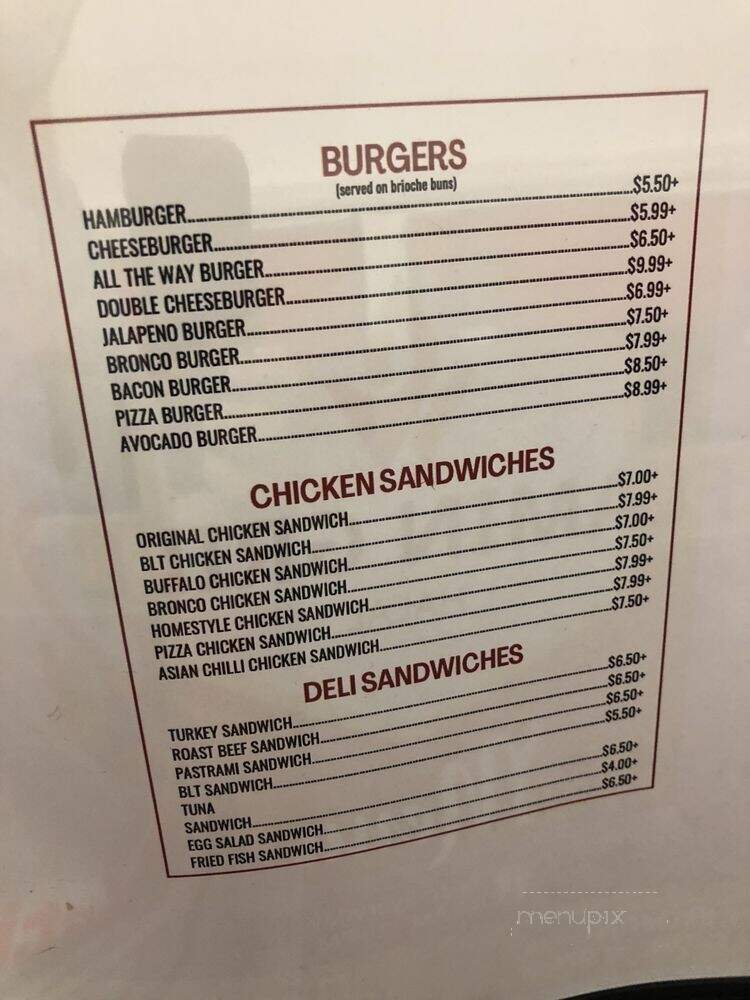 BURGERS
(served on brioche buns)
HAMBURGER........$5.50+
CHEESEBURGER........$5.99+
ALL THE WAY BURGER........$6.50+
DOUBLE CHEESEBURGER........$9.99+
JALAPENO BURGER........$6.99+
BRONCO BURGER........$7.50+
BACON BURGER........$7.99+
PIZZA BURGER........$8.50+
AVOCADO BURGER........$8.99+
CHICKEN SANDWICHES
ORIGINAL CHICKEN SANDWICH........$7.00+
BLT CHICKEN SANDWICH........$7.99+
BUFFALO CHICKEN SANDWICH........$7.00+
BRONCO CHICKEN SANDWICH........$7.50+
HOMESTYLE CHICKEN SANDWICH........$7.99+
PIZZA CHICKEN SANDWICH........$7.99+
ASIAN CHILLI CHICKEN SANDWICH........$7.50+
DELI SANDWICHES
TURKEY SANDWICH........$6.50+
ROAST BEEF SANDWICH........$6.50+
PASTRAMI SANDWICH........$6.50+
BLT SANDWICH........$5.50+
TUNA
SANDWICH........$6.50+
EGG SALAD SANDWICH........$4.00+
FRIED FISH SANDWICH........$6.50+
menupix